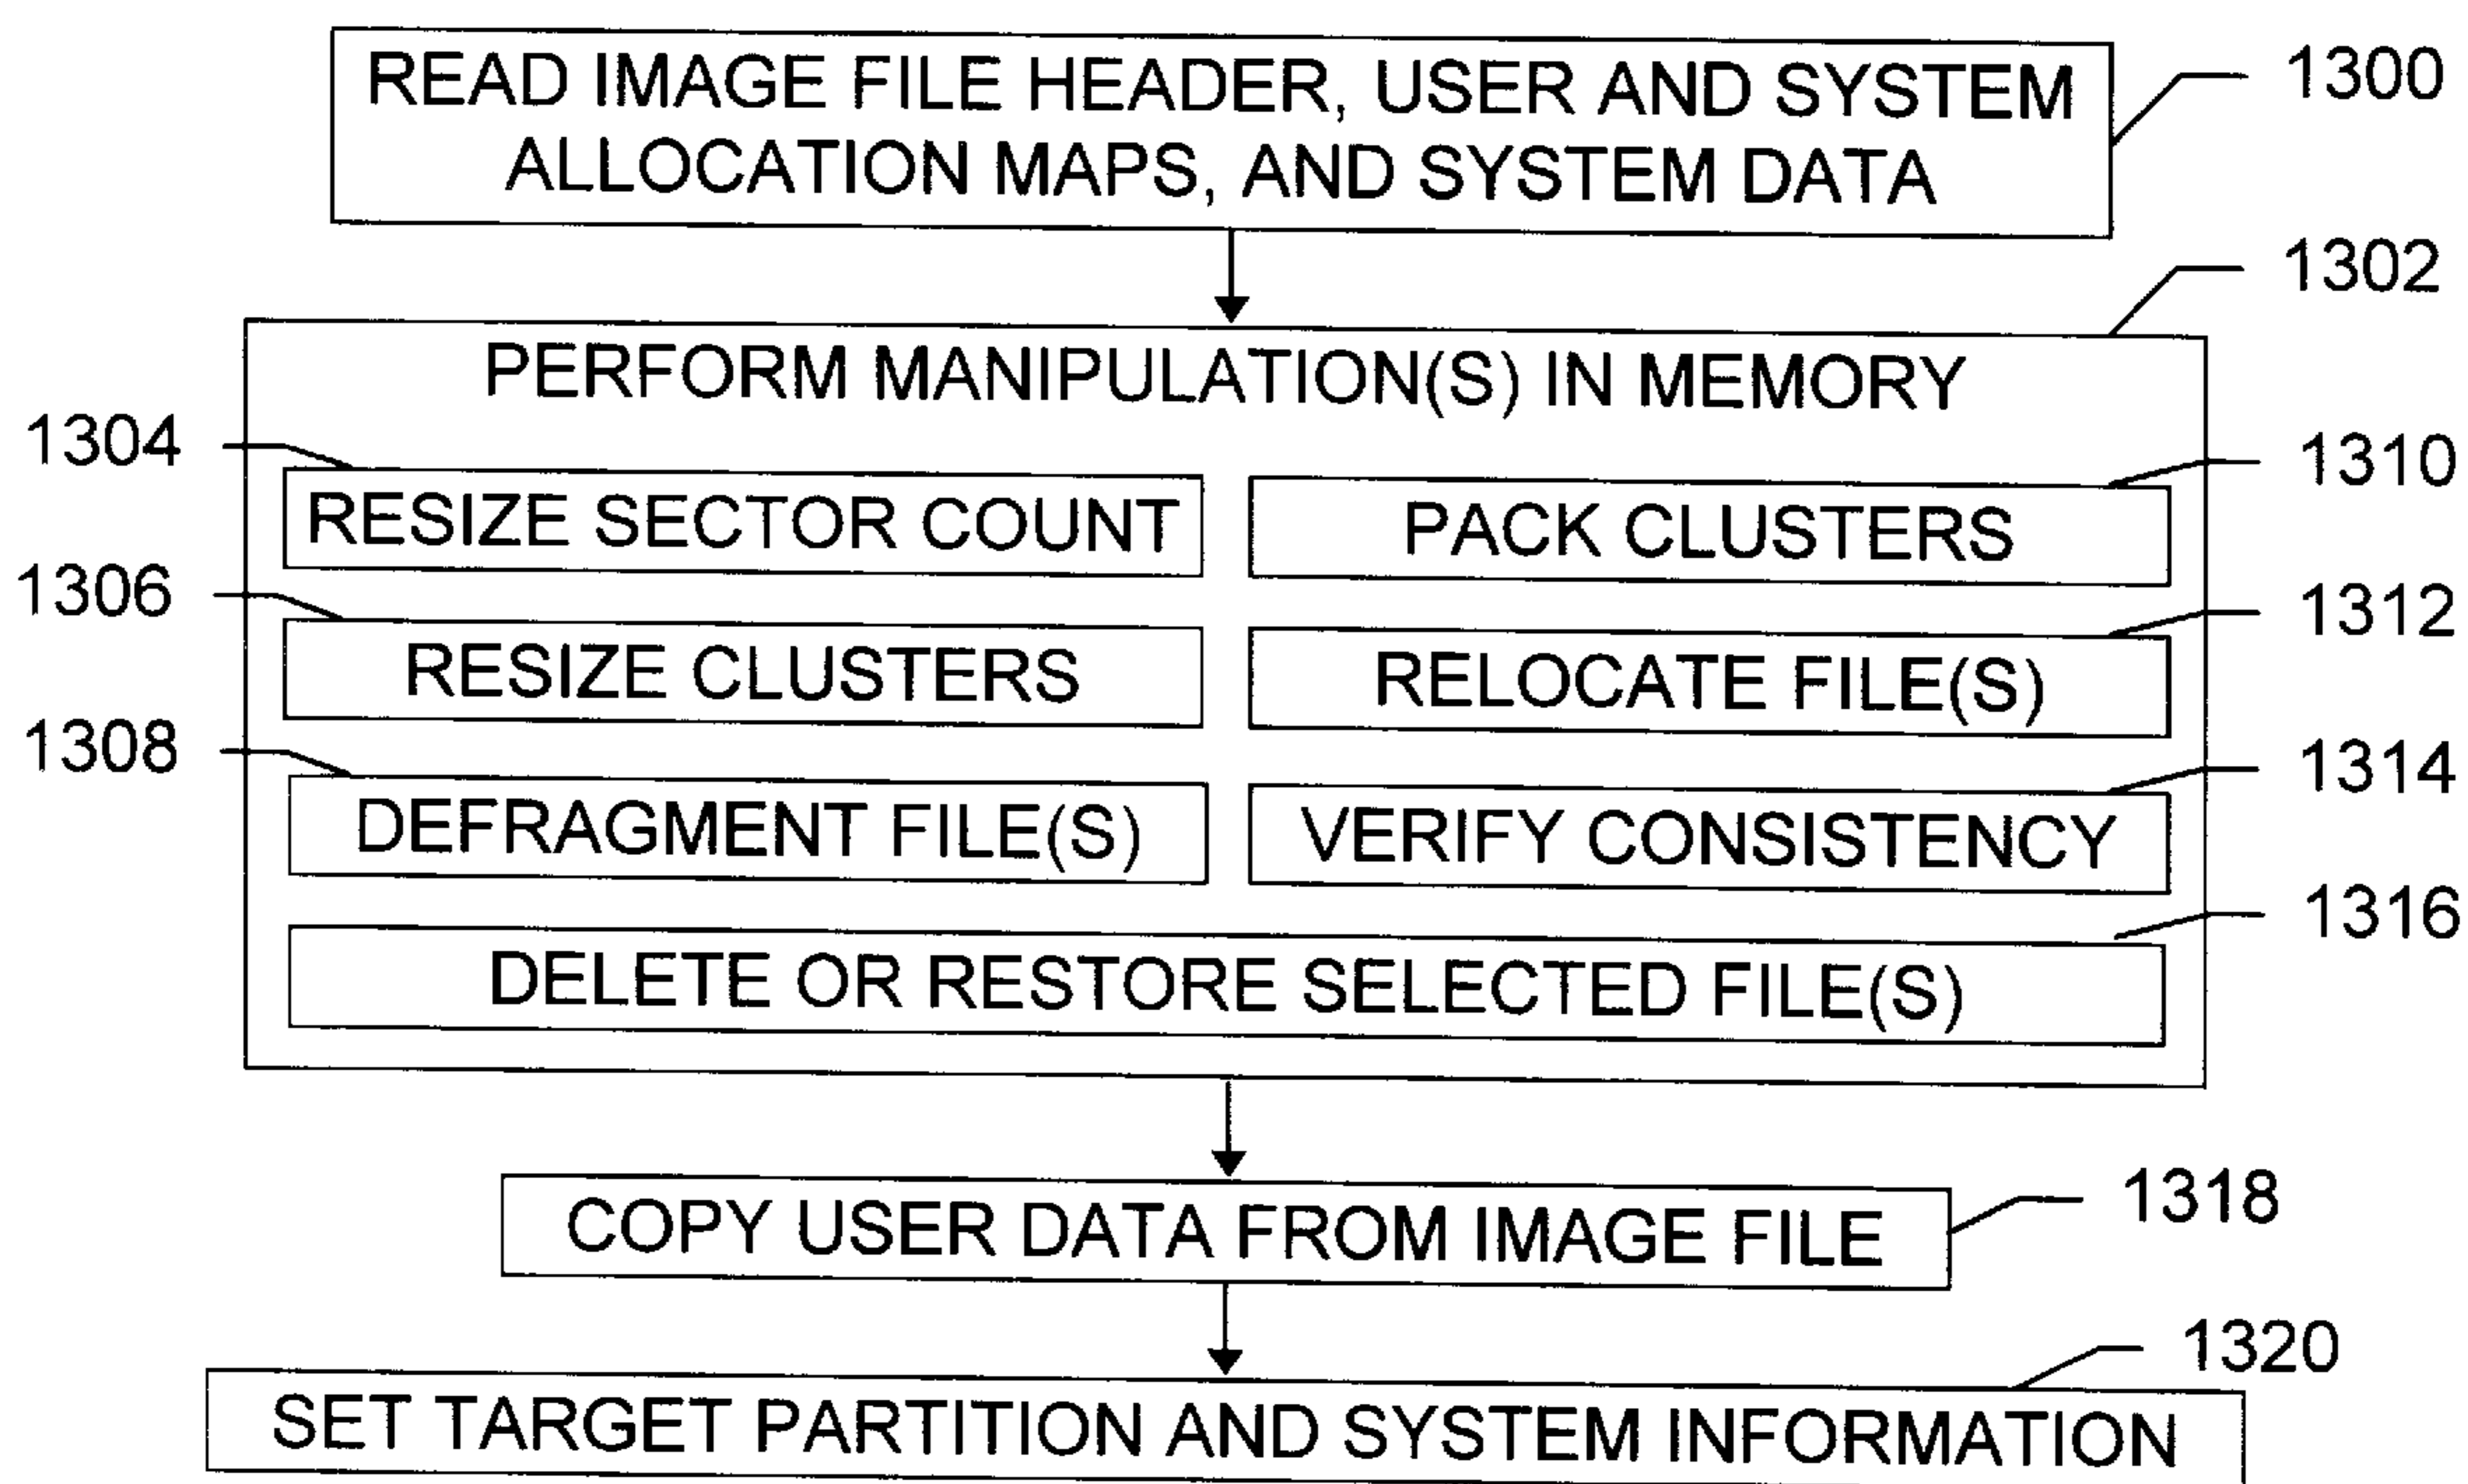 READ IMAGE FILE HEADER, USER AND SYSTEM
ALLOCATION MAPS, AND SYSTEM DATA
1300
1302
PERFORM MANIPULATION(S) IN MEMORY
1304
RESIZE SECTOR COUNT
1310
PACK CLUSTERS
1306
RESIZE CLUSTERS
1312
RELOCATE FILE(S)
1308
DEFRAGMENT FILE(S)
1314
VERIFY CONSISTENCY
1316
DELETE OR RESTORE SELECTED FILE(S)
1318
COPY USER DATA FROM IMAGE FILE
1320
SET TARGET PARTITION AND SYSTEM INFORMATION